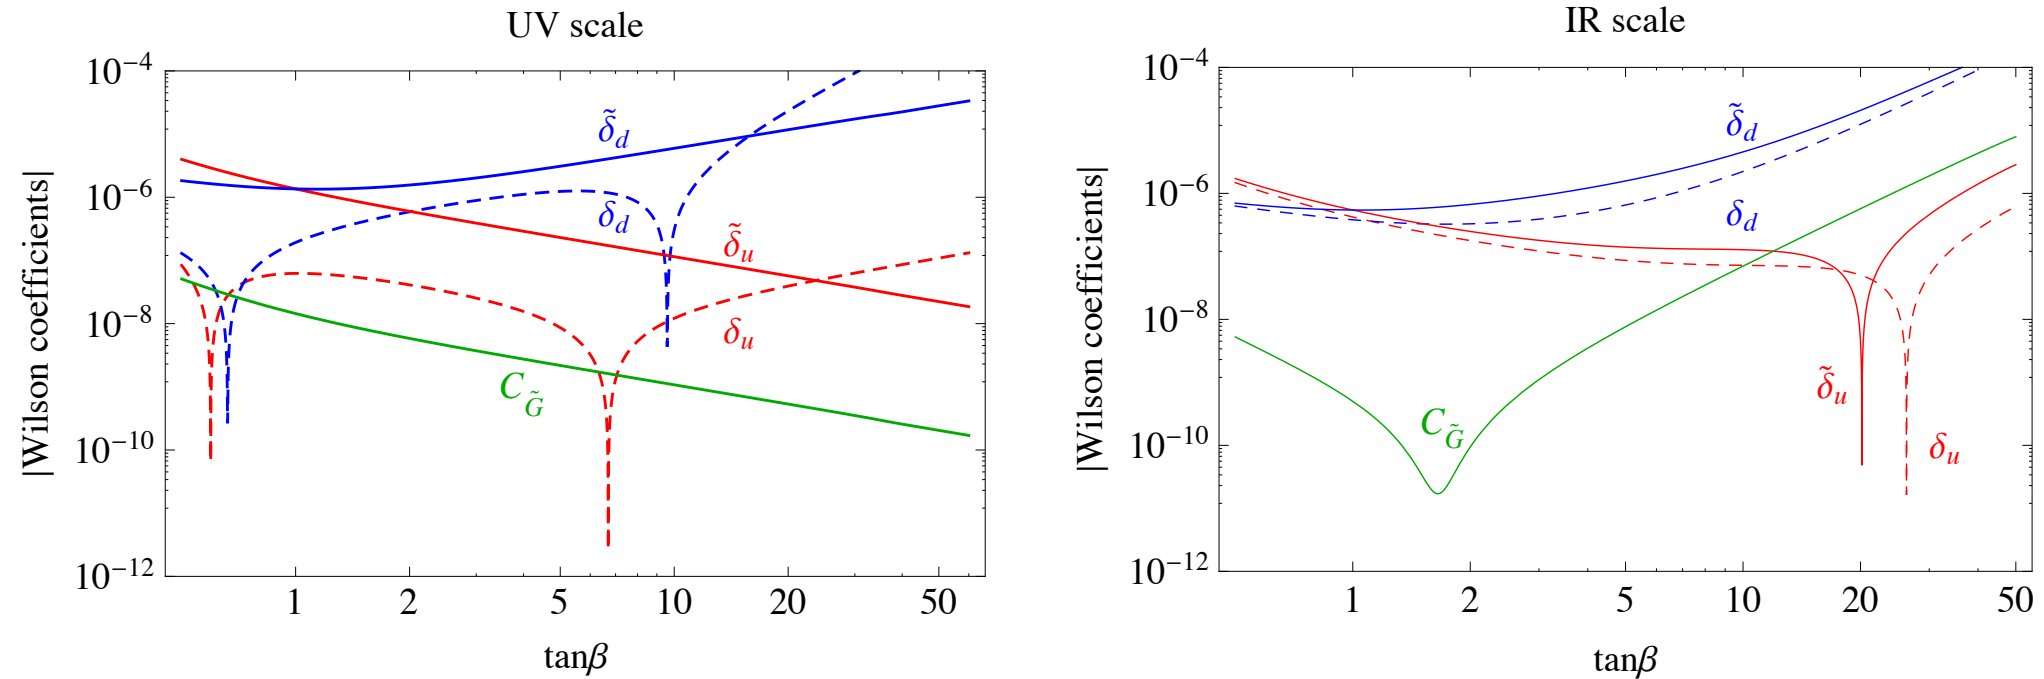 UV scale
|Wilson coefficients|
10⁻⁴
10⁻⁶
10⁻⁸
10⁻¹⁰
10⁻¹²
δ̃_d
δ_d
δ̃_u
δ_u
C_G̃
1 2 5 10 20 50
tanβ
IR scale
|Wilson coefficients|
10⁻⁴
10⁻⁶
10⁻⁸
10⁻¹⁰
10⁻¹²
δ̃_d
δ_d
δ̃_u
C_G̃
δ_u
1 2 5 10 20 50
tanβ